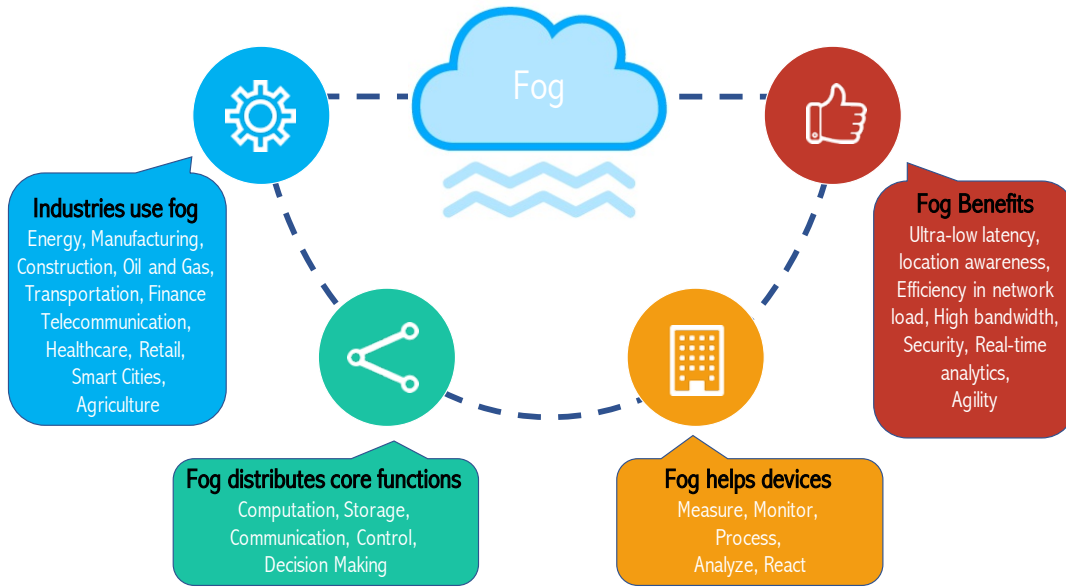 Fog
Industries use fog
Energy, Manufacturing,
Construction, Oil and Gas,
Transportation, Finance
Telecommunication,
Healthcare, Retail,
Smart Cities,
Agriculture
Fog distributes core functions
Computation, Storage,
Communication, Control,
Decision Making
Fog helps devices
Measure, Monitor,
Process,
Analyze, React
Fog Benefits
Ultra-low latency,
location awareness,
Efficiency in network
load, High bandwidth,
Security, Real-time
analytics,
Agility